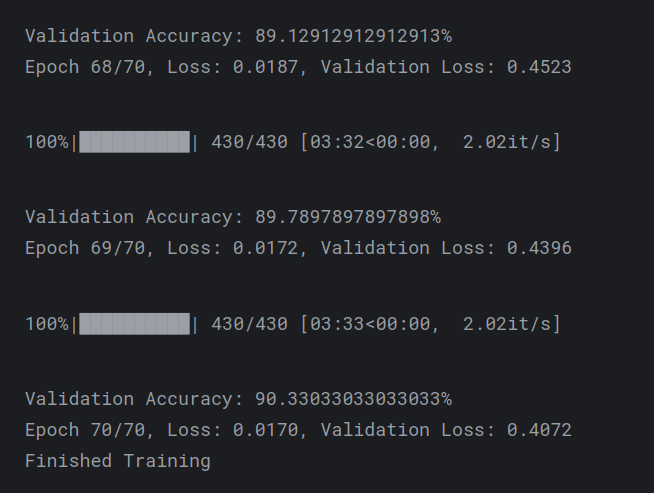 Validation Accuracy: 89.12912912912913%
Epoch 68/70, Loss: 0.0187, Validation Loss: 0.4523
100%|██████████| 430/430 [03:32<00:00,  2.02it/s]
Validation Accuracy: 89.7897897897898%
Epoch 69/70, Loss: 0.0172, Validation Loss: 0.4396
100%|██████████| 430/430 [03:33<00:00,  2.02it/s]
Validation Accuracy: 90.33033033033033%
Epoch 70/70, Loss: 0.0170, Validation Loss: 0.4072
Finished Training